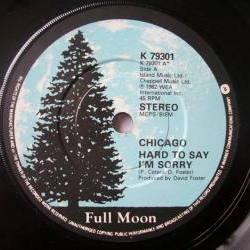 K 79301
K 79301 A
Side A
Island Music Ltd./
Chappell Music Ltd.
℗ 1982 WEA
International Inc.
45 RPM
STEREO
MCPS/BIEM
CHICAGO
HARD TO SAY
I'M SORRY
(P. Cetera, D. Foster)
Produced by David Foster
Full Moon